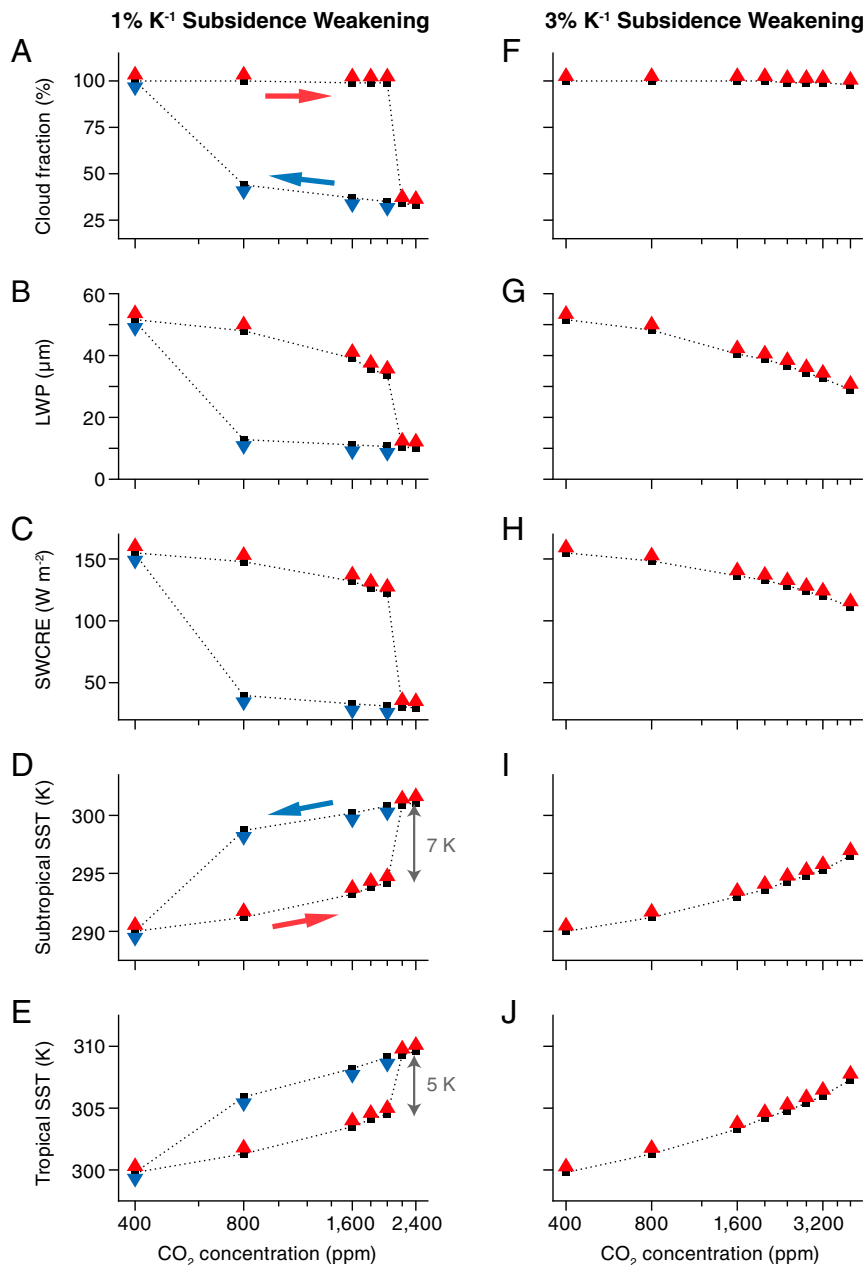 1% K⁻¹ Subsidence Weakening
3% K⁻¹ Subsidence Weakening
A
Cloud fraction (%)
100
75
50
25
F
B
LWP (µm)
60
40
20
0
G
C
SWCRE (W m⁻²)
150
100
50
H
D
Subtropical SST (K)
300
295
290
7 K
I
E
Tropical SST (K)
310
305
300
5 K
J
400 800 1,600 2,400
CO₂ concentration (ppm)
400 800 1,600 3,200
CO₂ concentration (ppm)